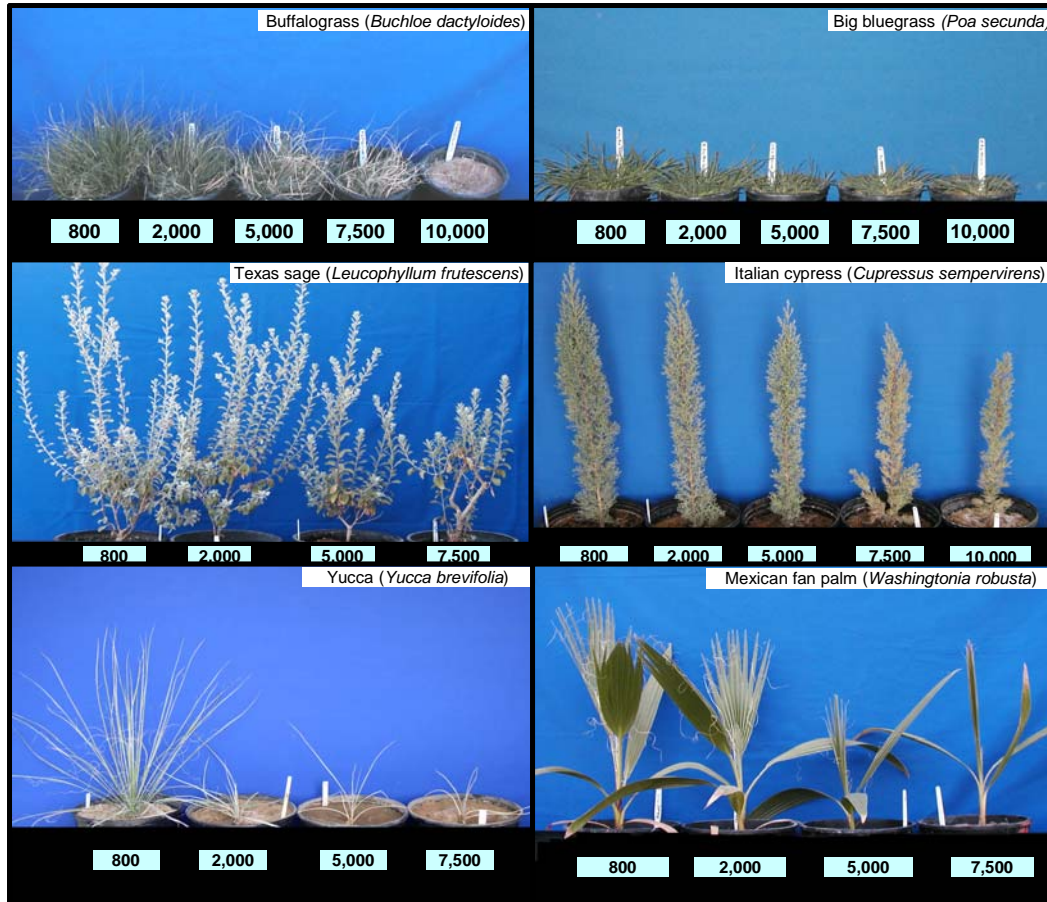 Buffalograss (Buchloe dactyloides)
Big bluegrass (Poa secunda)
800 2,000 5,000 7,500 10,000
800 2,000 5,000 7,500 10,000
Texas sage (Leucophyllum frutescens)
Italian cypress (Cupressus sempervirens)
800 2,000 5,000 7,500
800 2,000 5,000 7,500 10,000
Yucca (Yucca brevifolia)
Mexican fan palm (Washingtonia robusta)
800 2,000 5,000 7,500
800 2,000 5,000 7,500